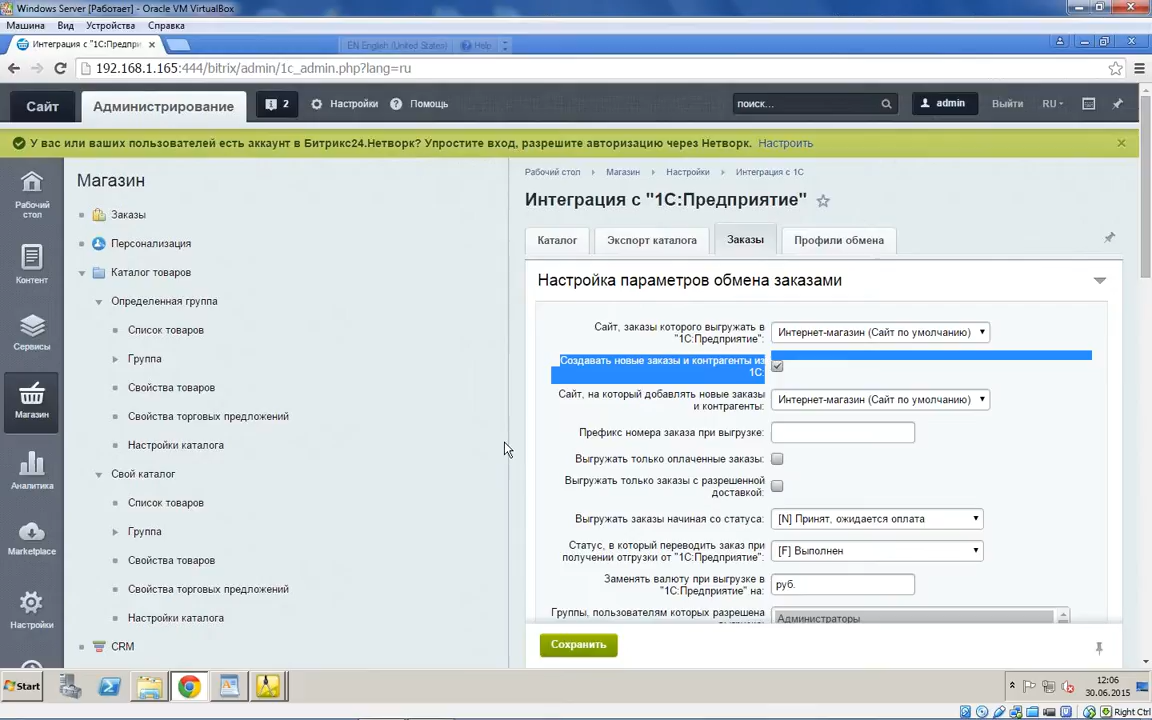 Windows Server [Работает] - Oracle VM VirtualBox
Машина Вид Устройства Справка
Интеграция с "1С:Предпри
EN English (United States) Help
192.168.1.165:444/bitrix/admin/1c_admin.php?lang=ru
Сайт Администрирование 2 Настройки Помощь поиск... admin Выйти RU
У вас или ваших пользователей есть аккаунт в Битрикс24.Нетворк? Упростите вход, разрешите авторизацию через Нетворк. Настроить
Рабочий стол
Контент
Сервисы
Магазин
Аналитика
Marketplace
Настройки
Магазин
Заказы
Персонализация
Каталог товаров
Определенная группа
Список товаров
Группа
Свойства товаров
Свойства торговых предложений
Настройки каталога
Свой каталог
Список товаров
Группа
Свойства товаров
Свойства торговых предложений
Настройки каталога
CRM
Рабочий стол Магазин Настройки Интеграция с 1С
Интеграция с "1С:Предприятие"
Каталог Экспорт каталога Заказы Профили обмена
Настройка параметров обмена заказами
Сайт, заказы которого выгружать в
"1С:Предприятие": Интернет-магазин (Сайт по умолчанию)
Создавать новые заказы и контрагенты из
1С:
Сайт, на который добавлять новые заказы
и контрагенты: Интернет-магазин (Сайт по умолчанию)
Префикс номера заказа при выгрузке:
Выгружать только оплаченные заказы:
Выгружать только заказы с разрешенной
доставкой:
Выгружать заказы начиная со статуса: [N] Принят, ожидается оплата
Статус, в который переводить заказ при
получении отгрузки от "1С:Предприятие": [F] Выполнен
Заменять валюту при выгрузке в
"1С:Предприятие" на: руб.
Группы, пользователям которых разрешена
Администраторы
Сохранить
Start
12:06
30.06.2015
Right Ctrl